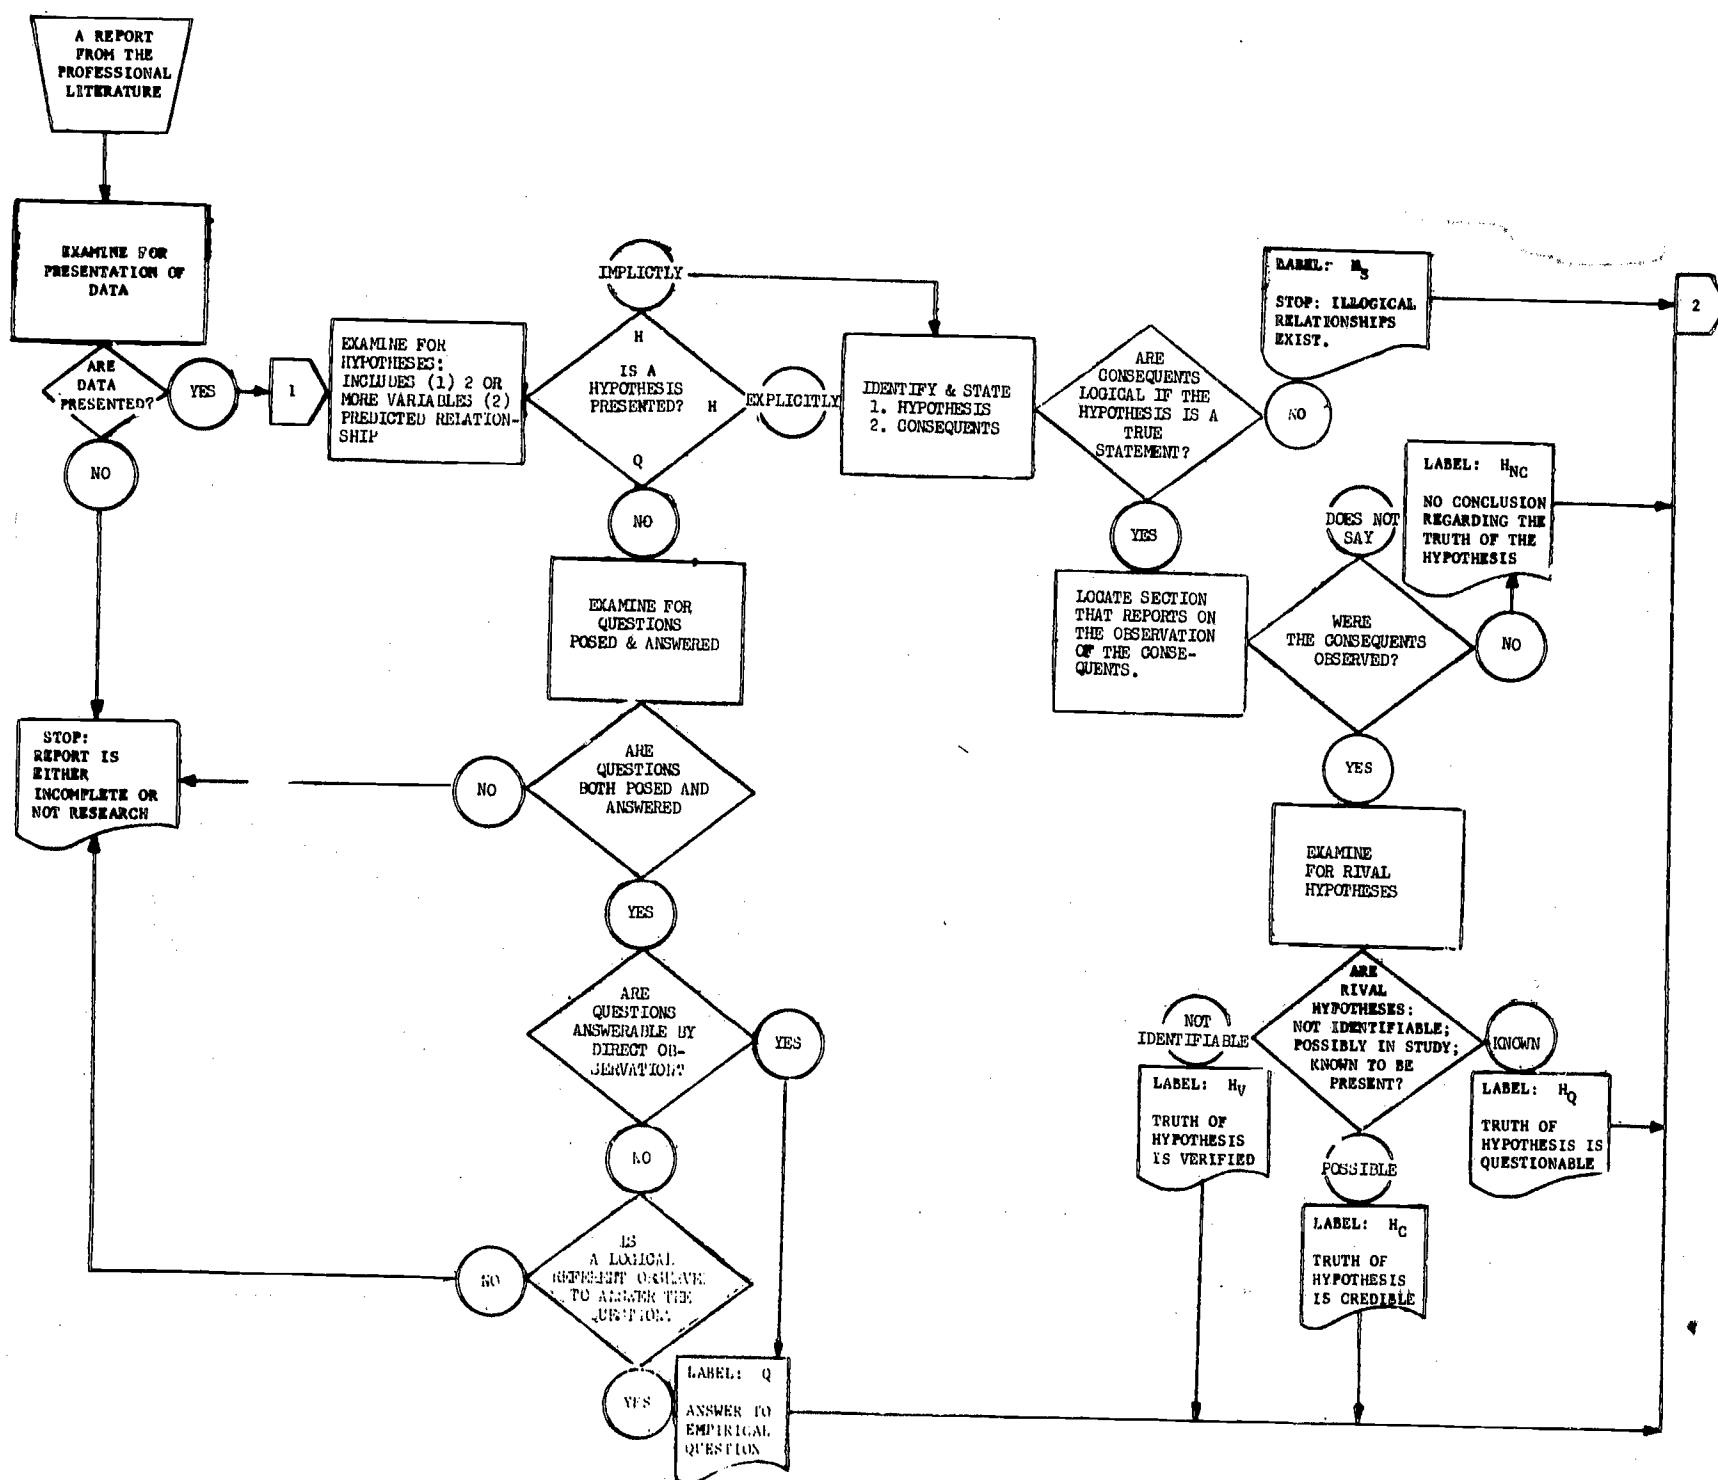 A REPORT
FROM THE
PROFESSIONAL
LITERATURE
EXAMINE FOR
PRESENTATION OF
DATA
ARE
DATA
PRESENTED?
YES
NO
1
EXAMINE FOR
HYPOTHESES:
INCLUDES (1) 2 OR
MORE VARIABLES (2)
PREDICTED RELATION-
SHIP
IMPLICTLY
H
IS A
HYPOTHESIS
PRESENTED?
H
Q
EXPLICITLY
NO
IDENTIFY & STATE
1. HYPOTHESIS
2. CONSEQUENTS
ARE
CONSEQUENTS
LOGICAL IF THE
HYPOTHESIS IS A
TRUE
STATEMENT?
NO
LABEL:
STOP: ILLOGICAL
RELATIONSHIPS
EXIST.
2
YES
LOCATE SECTION
THAT REPORTS ON
THE OBSERVATION
OF THE CONSE-
QUENTS.
DOES NOT
SAY
WERE
THE CONSEQUENTS
OBSERVED?
NO
LABEL: H_NC
NO CONCLUSION
REGARDING THE
TRUTH OF THE
HYPOTHESIS
YES
EXAMINE
FOR RIVAL
HYPOTHESES
ARE
RIVAL
HYPOTHESES:
NOT IDENTIFIABLE;
POSSIBLY IN STUDY;
KNOWN TO BE
PRESENT?
NOT
IDENTIFIABLE
LABEL: H_V
TRUTH OF
HYPOTHESIS
IS VERIFIED
POSSIBLE
LABEL: H_C
TRUTH OF
HYPOTHESIS
IS CREDIBLE
KNOWN
LABEL: H_Q
TRUTH OF
HYPOTHESIS IS
QUESTIONABLE
EXAMINE FOR
QUESTIONS
POSED & ANSWERED
ARE
QUESTIONS
BOTH POSED AND
ANSWERED
NO
STOP:
REPORT IS
EITHER
INCOMPLETE OR
NOT RESEARCH
YES
ARE
QUESTIONS
ANSWERABLE BY
DIRECT OB-
SERVATION?
YES
NO
IS
A LOGICAL
REFERENT
TO ANSWER THE
QUESTION?
NO
YES
LABEL: Q
ANSWER TO
EMPIRICAL
QUESTION